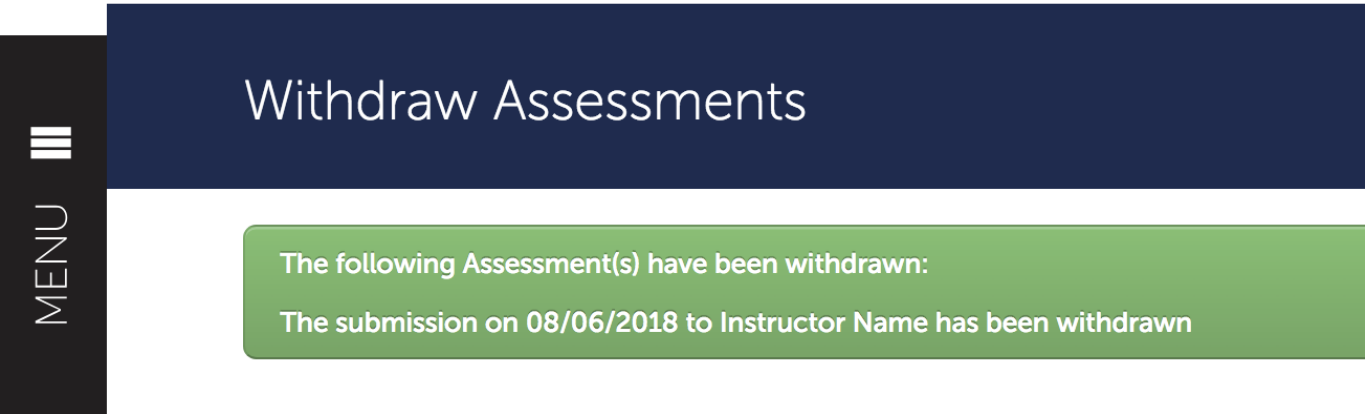 Withdraw Assessments
MENU
The following Assessment(s) have been withdrawn:
The submission on 08/06/2018 to Instructor Name has been withdrawn